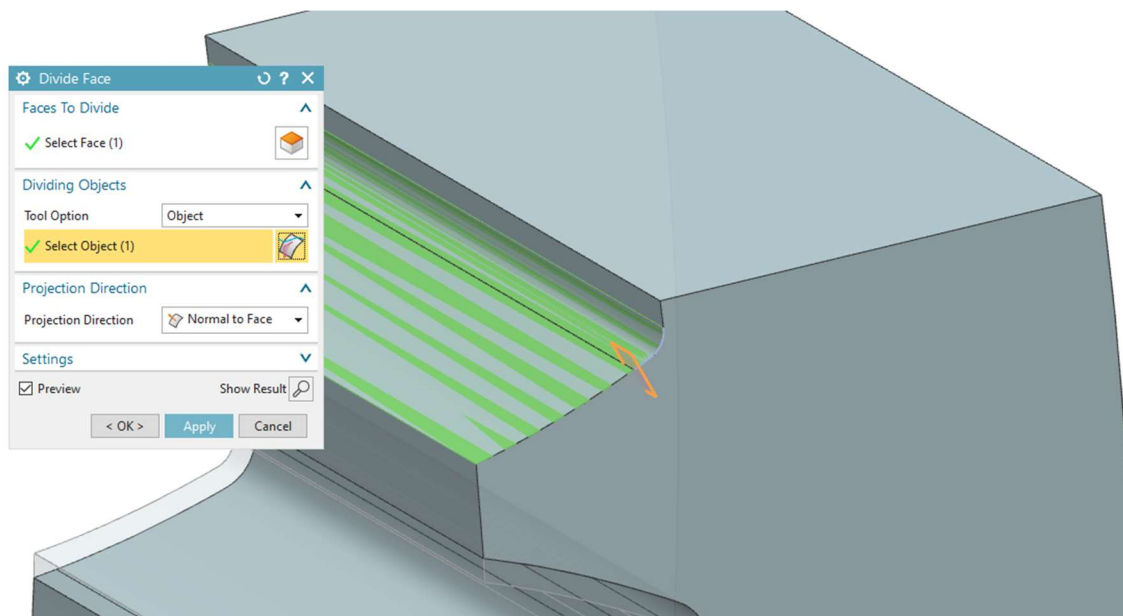 Divide Face
Faces To Divide
Select Face (1)
Dividing Objects
Tool Option Object
Select Object (1)
Projection Direction
Projection Direction Normal to Face
Settings
Preview Show Result
< OK > Apply Cancel